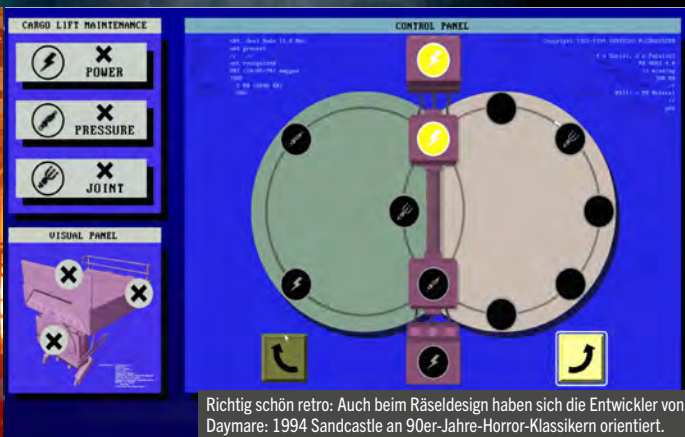 CARGO LIFT MAINTENANCE
POWER
PRESSURE
JOINT
VISUAL PANEL
CONTROL PANEL
Richtig schön retro: Auch beim Räseldesign haben sich die Entwickler von
Daymare: 1994 Sandcastle an 90er-Jahre-Horror-Klassikern orientiert.